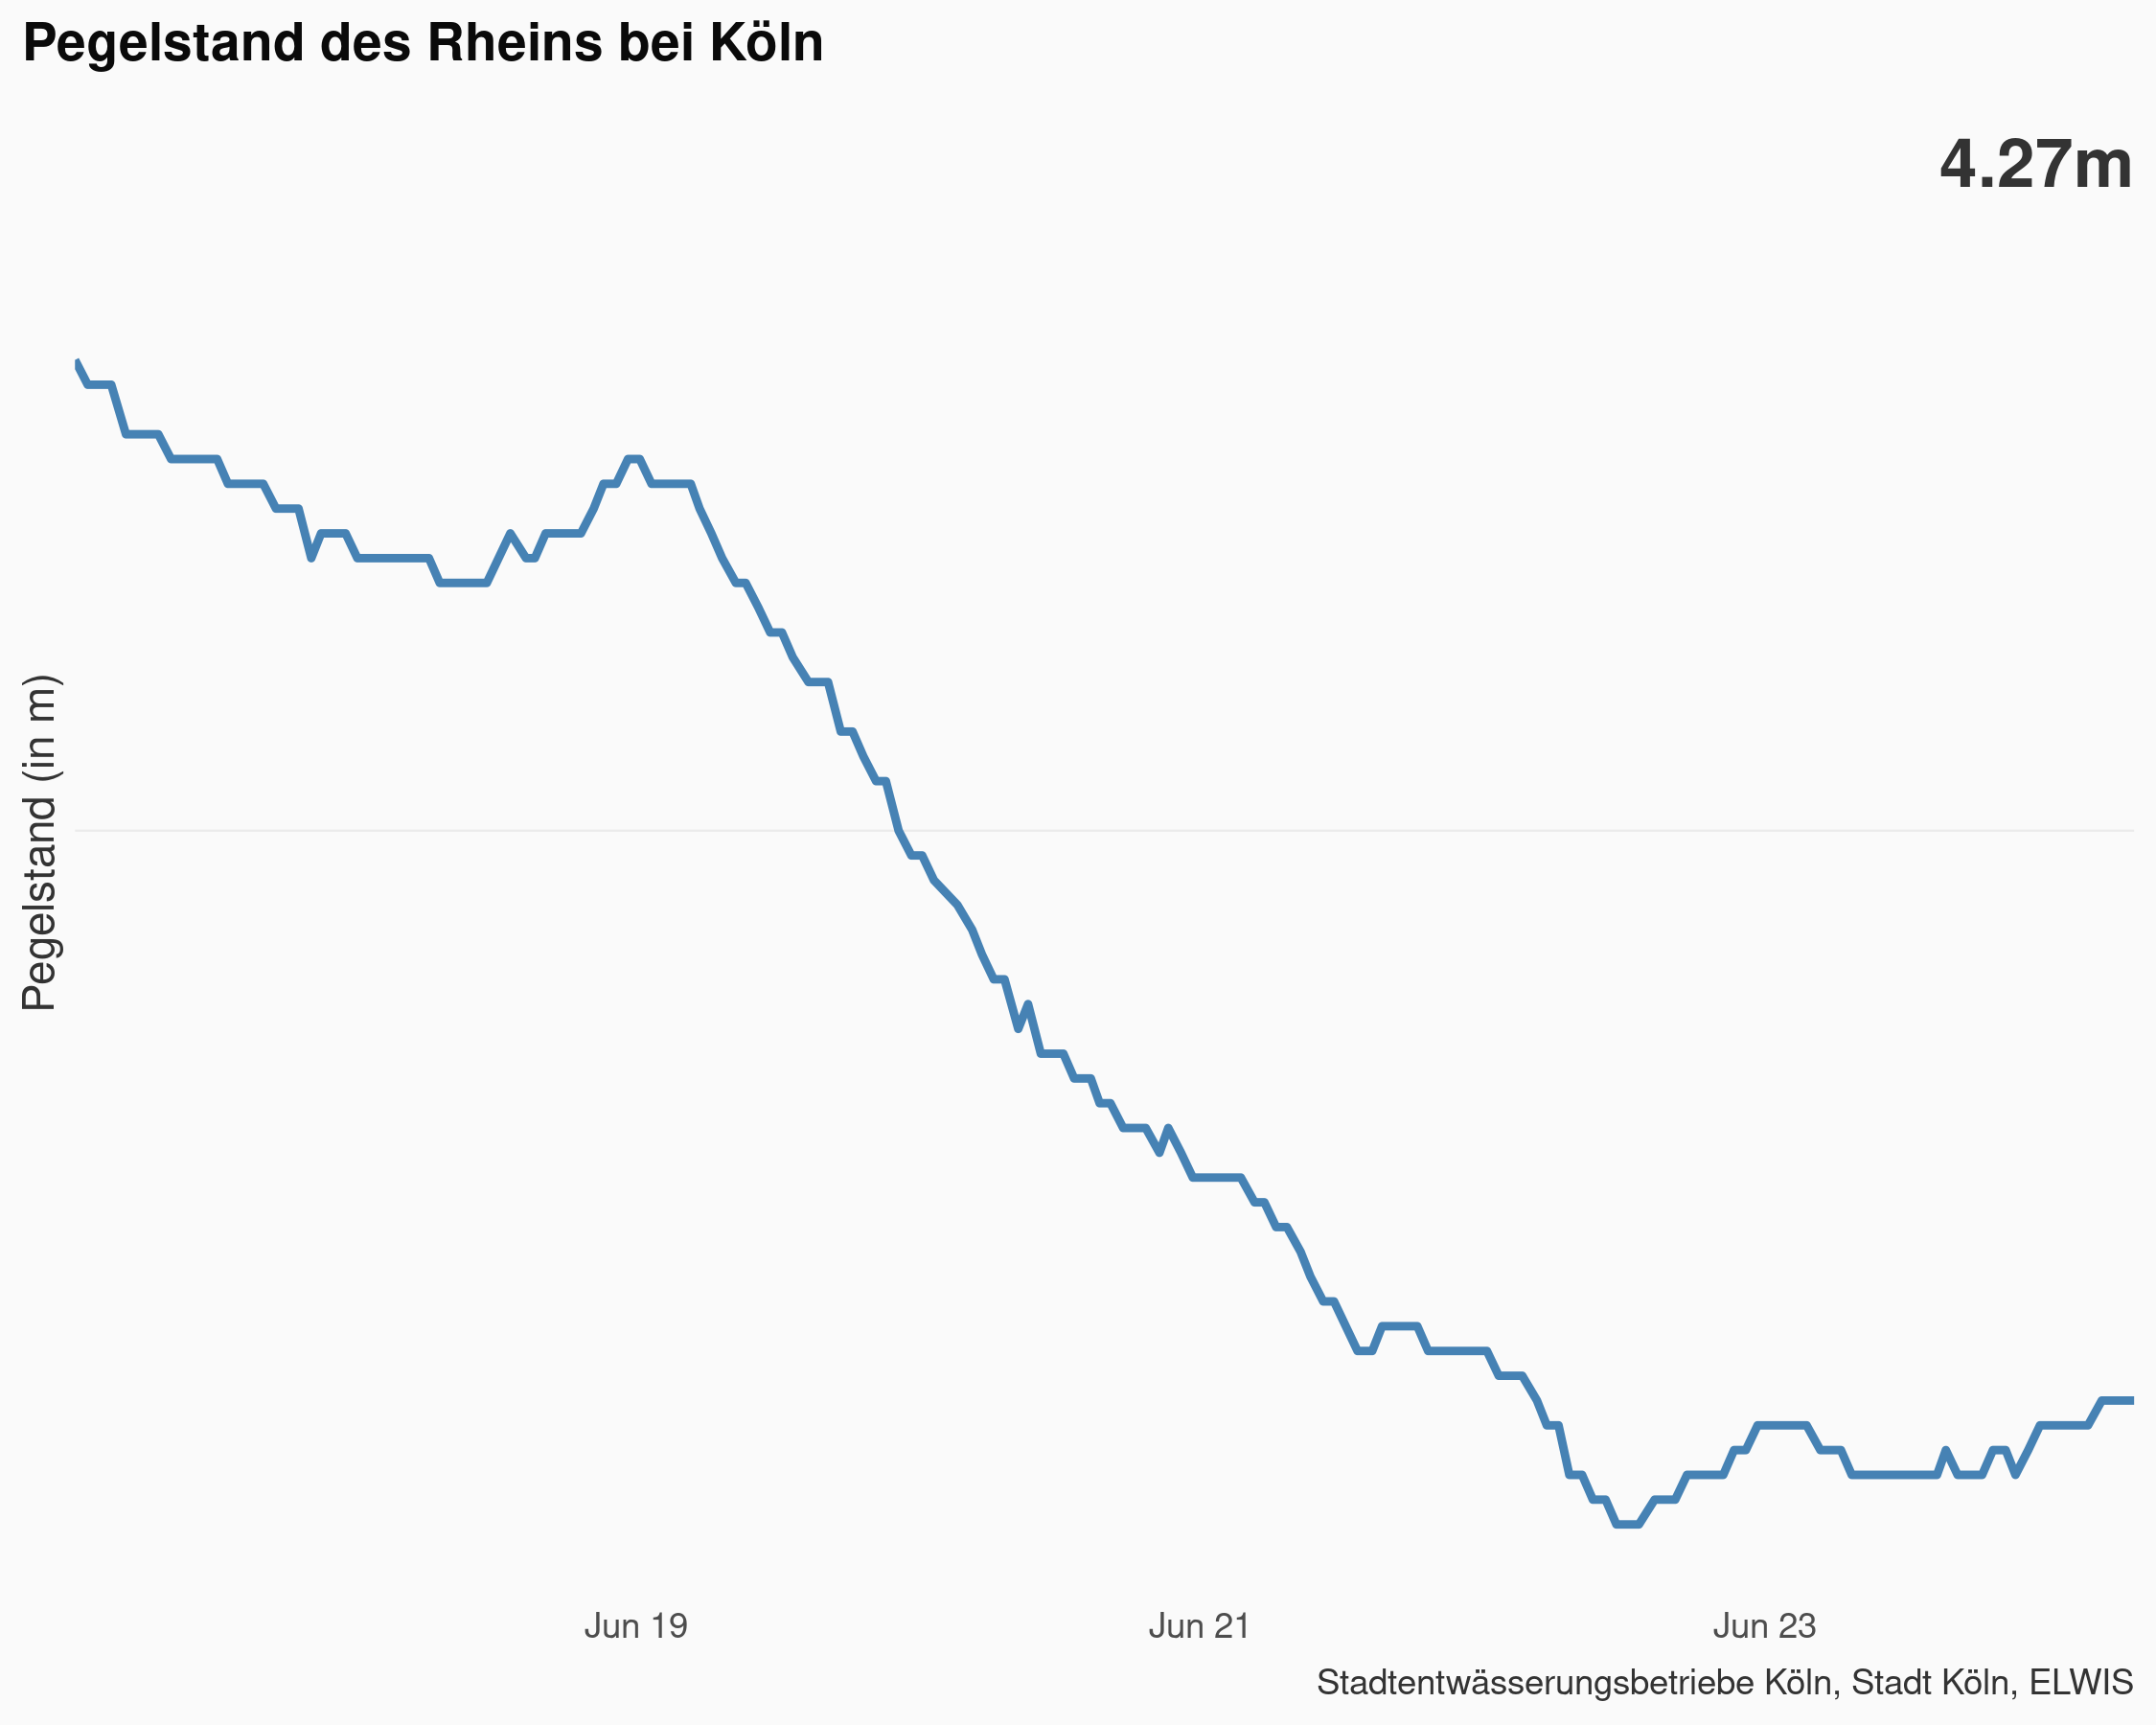 Pegelstand des Rheins bei Köln
4.27m
Pegelstand (in m)
Jun 19
Jun 21
Jun 23
Stadtentwässerungsbetriebe Köln, Stadt Köln, ELWIS